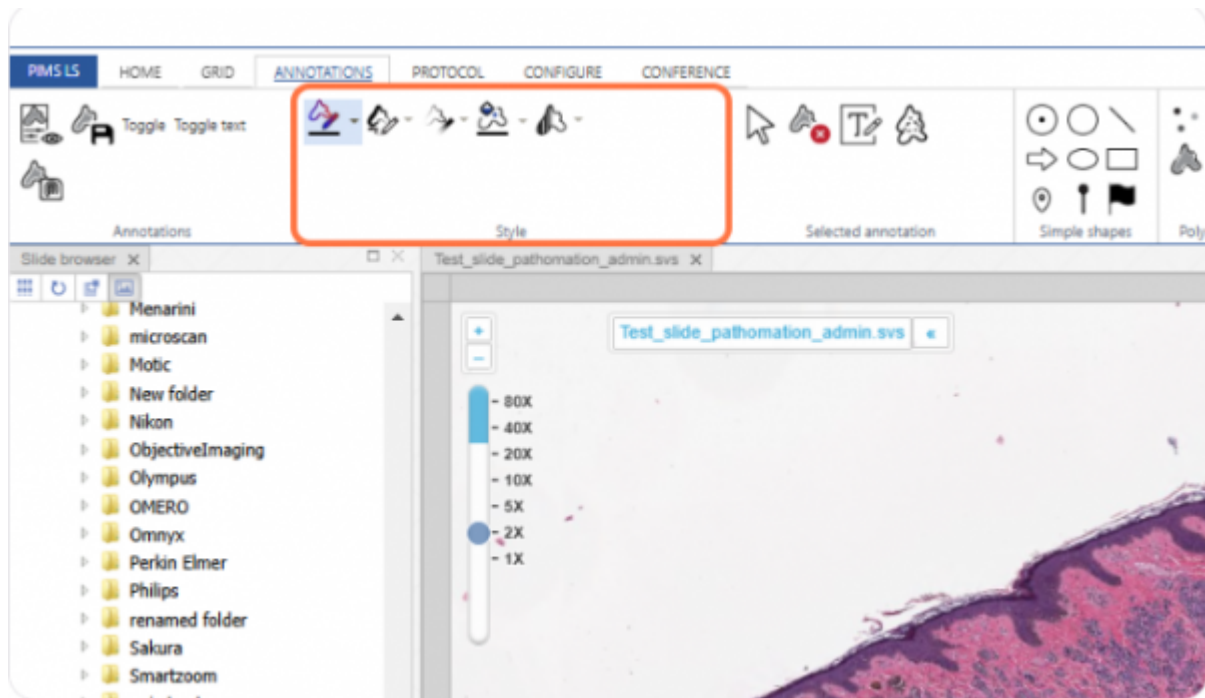 PIMS LS HOME GRID ANNOTATIONS PROTOCOL CONFIGURE CONFERENCE
Toggle Toggle text
Annotations Style Selected annotation Simple shapes Poly
Slide browser X Test_slide_pathomation_admin.svs X
Menarini
microscan
Motic
New folder
Nikon
ObjectiveImaging
Olympus
OMERO
Omnyx
Perkin Elmer
Philips
renamed folder
Sakura
Smartzoom
+
Test_slide_pathomation_admin.svs «
–
- 80X
- 40X
- 20X
- 10X
- 5X
- 2X
- 1X